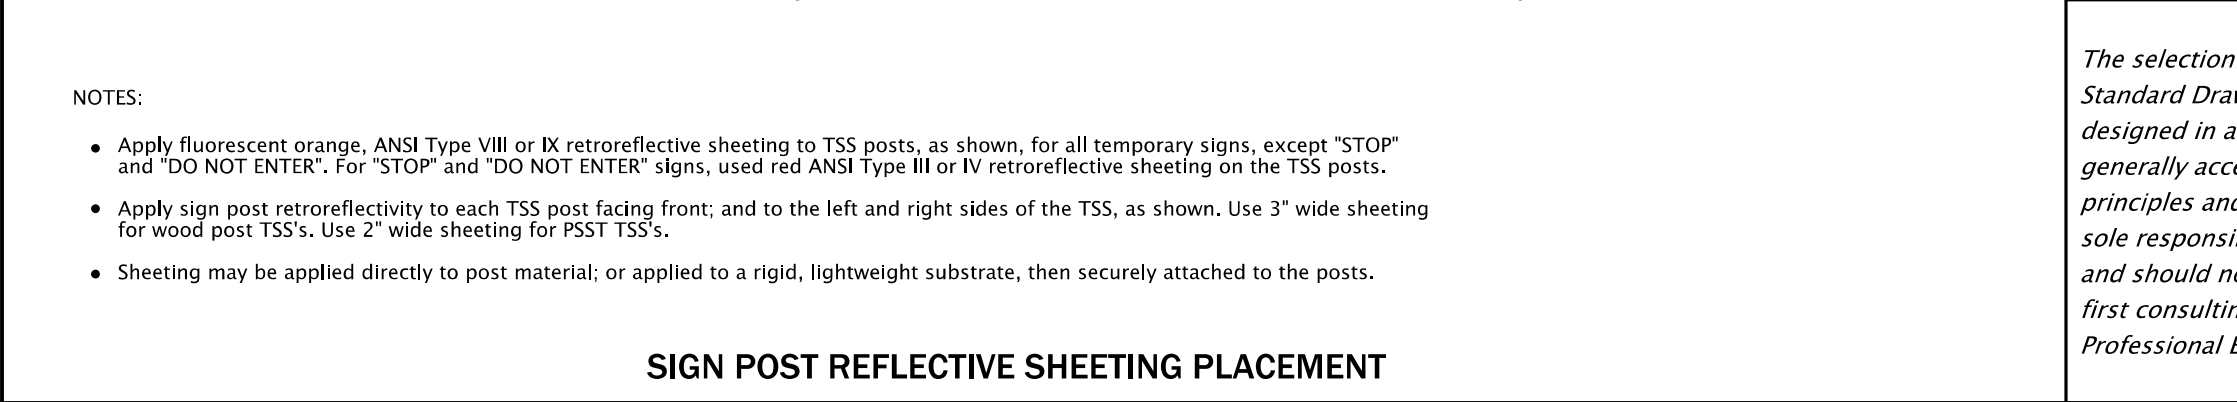 NOTES:
• Apply fluorescent orange, ANSI Type VIII or IX retroreflective sheeting to TSS posts, as shown, for all temporary signs, except "STOP"
and "DO NOT ENTER". For "STOP" and "DO NOT ENTER" signs, used red ANSI Type III or IV retroreflective sheeting on the TSS posts.
• Apply sign post retroreflectivity to each TSS post facing front; and to the left and right sides of the TSS, as shown. Use 3" wide sheeting
for wood post TSS's. Use 2" wide sheeting for PSST TSS's.
• Sheeting may be applied directly to post material; or applied to a rigid, lightweight substrate, then securely attached to the posts.
SIGN POST REFLECTIVE SHEETING PLACEMENT
The selection
Standard
designed in
generally
principles
sole
and should
first
Professional